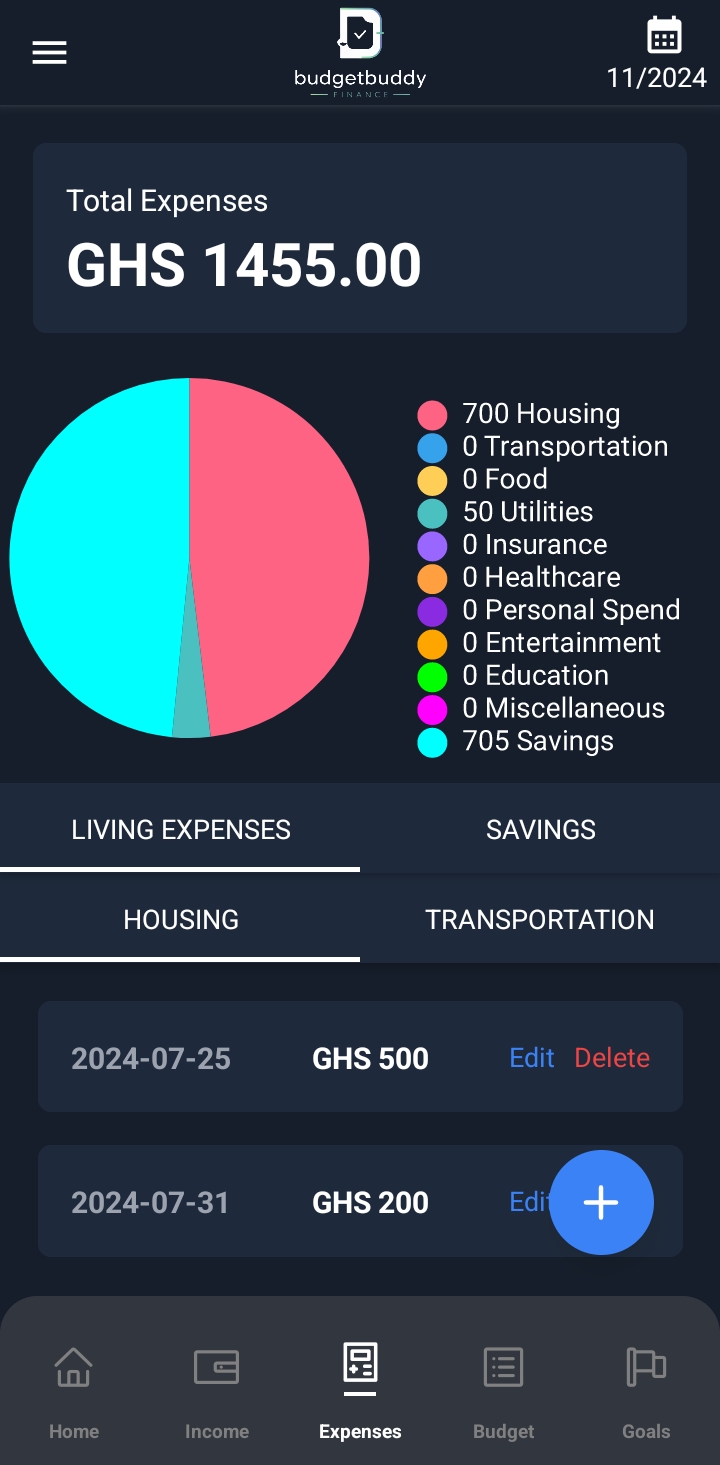 budgetbuddy
FINANCE
11/2024
Total Expenses
GHS 1455.00
700 Housing
0 Transportation
0 Food
50 Utilities
0 Insurance
0 Healthcare
0 Personal Spend
0 Entertainment
0 Education
0 Miscellaneous
705 Savings
LIVING EXPENSES SAVINGS
HOUSING TRANSPORTATION
2024-07-25 GHS 500 Edit Delete
2024-07-31 GHS 200 Edit
Home Income Expenses Budget Goals